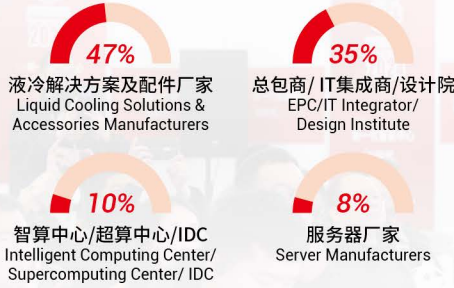 47%
液冷解决方案及配件厂家
Liquid Cooling Solutions &
Accessories Manufacturers
35%
总包商/ IT集成商/设计院
EPC/IT Integrator/
Design Institute
10%
智算中心/超算中心/IDC
Intelligent Computing Center/
Supercomputing Center/ IDC
8%
服务器厂家
Server Manufacturers